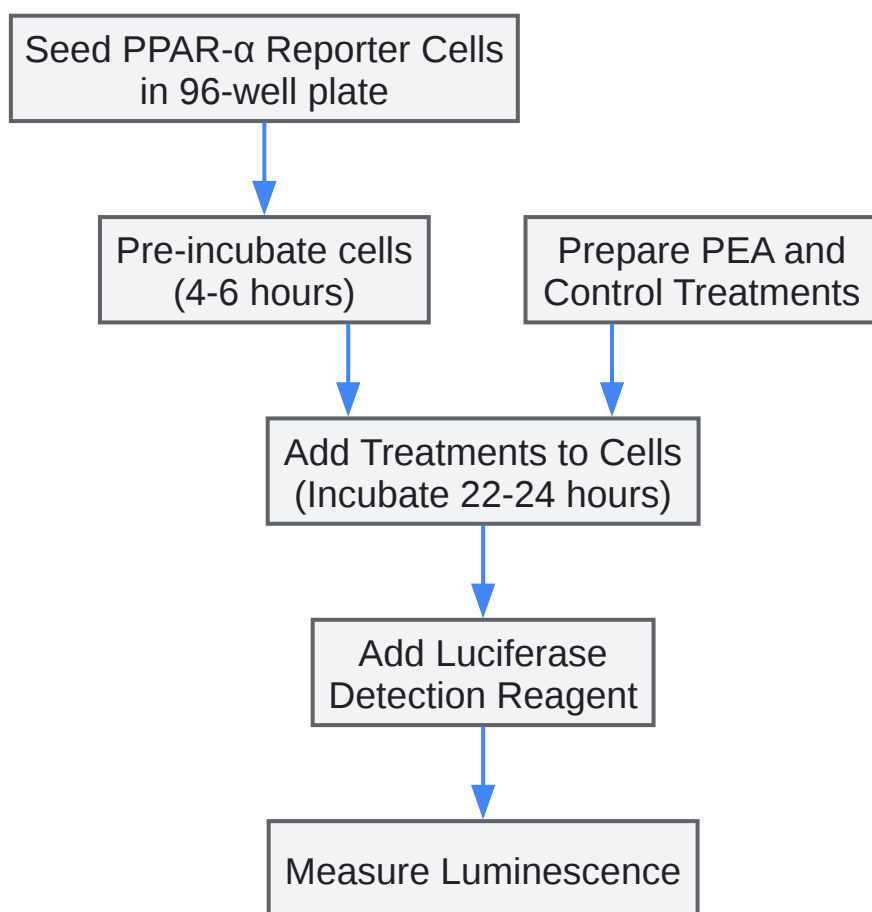 Seed PPAR-α Reporter Cells
in 96-well plate
Pre-incubate cells
(4-6 hours)
Prepare PEA and
Control Treatments
Add Treatments to Cells
(Incubate 22-24 hours)
Add Luciferase
Detection Reagent
Measure Luminescence